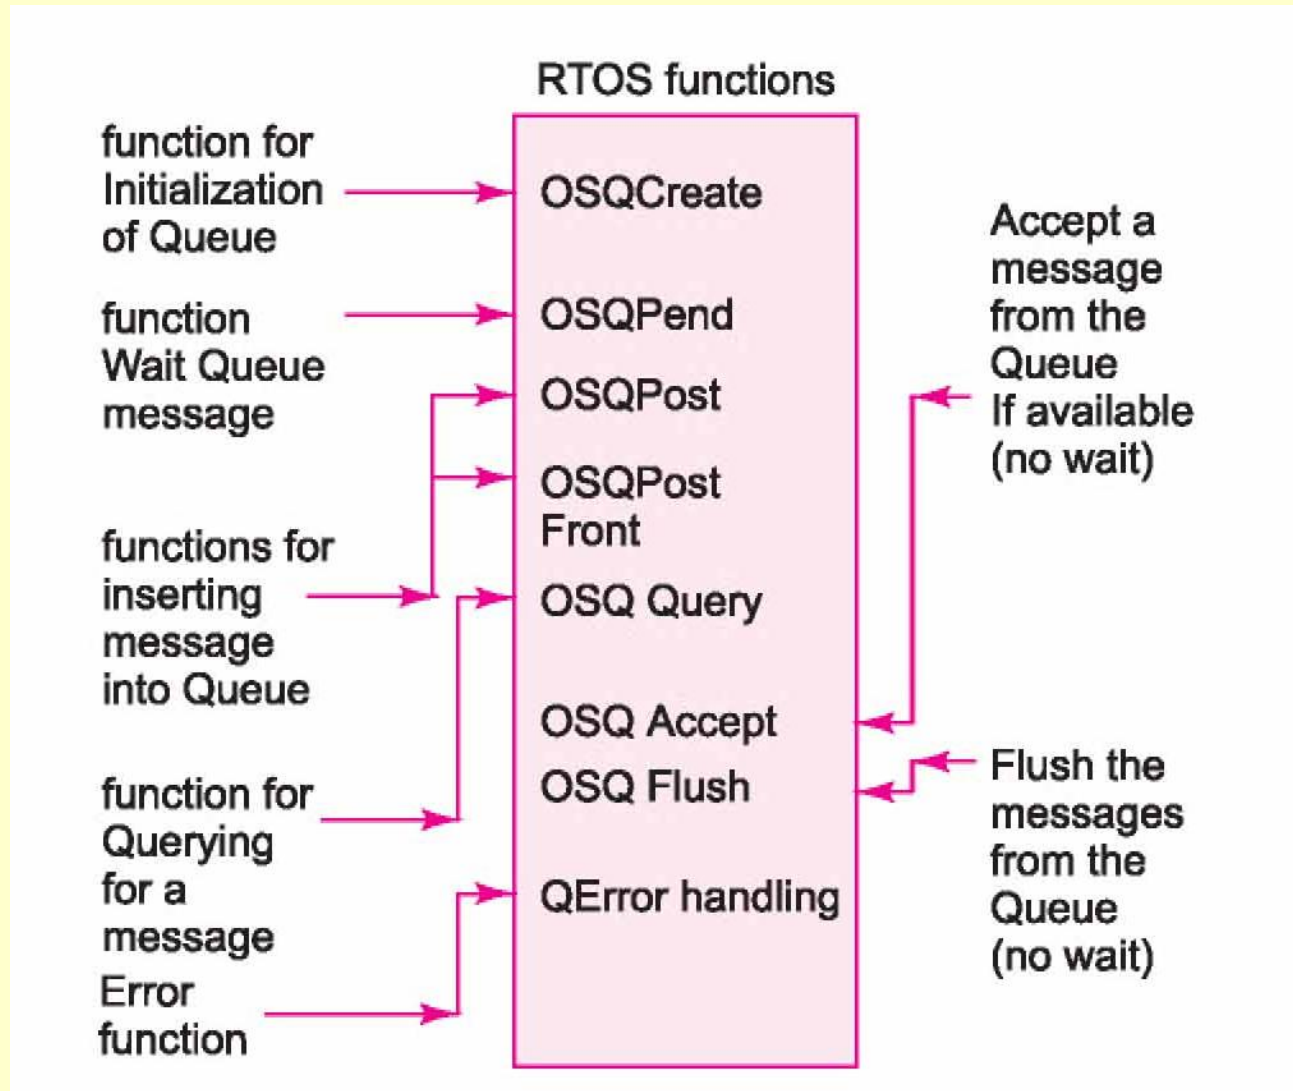 RTOS functions
function for
Initialization
of Queue
function
Wait Queue
message
functions for
inserting
message
into Queue
function for
Querying
for a
message
Error
function
OSQCreate
OSQPend
OSQPost
OSQPost
Front
OSQ Query
OSQ Accept
OSQ Flush
QError handling
Accept a
message
from the
Queue
If available
(no wait)
Flush the
messages
from the
Queue
(no wait)